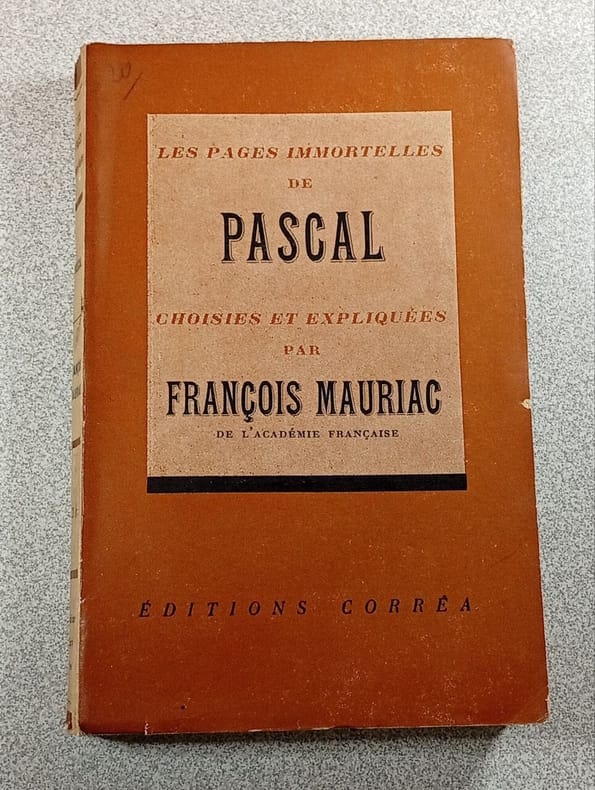 LES PAGES IMMORTELLES
DE
PASCAL
CHOISIES ET EXPLIQUÉES
PAR
FRANÇOIS MAURIAC
DE L'ACADÉMIE FRANÇAISE
ÉDITIONS CORRÊA